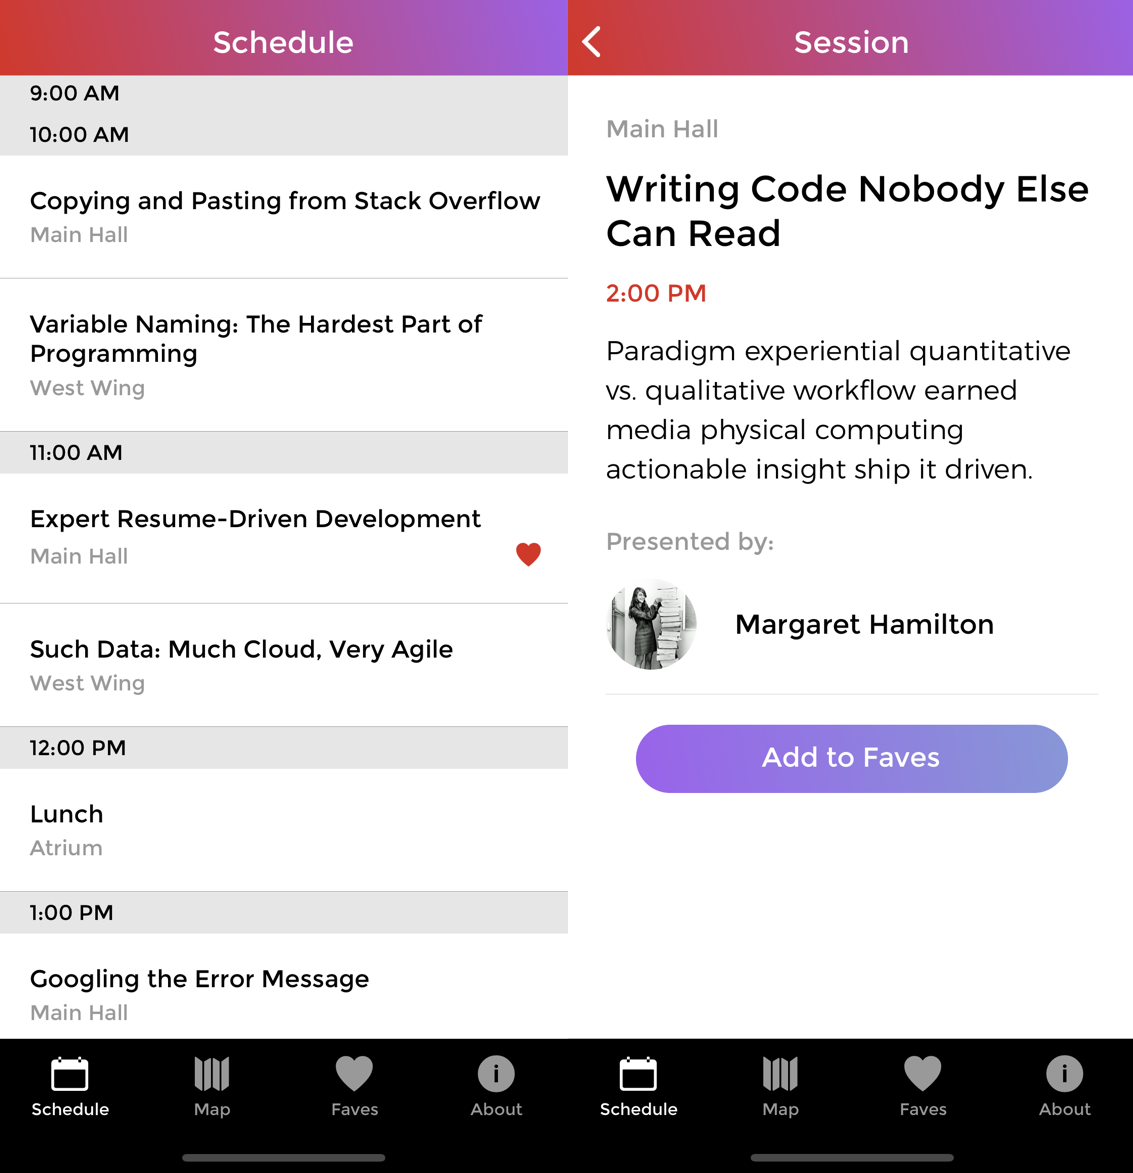 Schedule
9:00 AM
10:00 AM
Copying and Pasting from Stack Overflow
Main Hall
Variable Naming: The Hardest Part of
Programming
West Wing
11:00 AM
Expert Resume-Driven Development
Main Hall
Such Data: Much Cloud, Very Agile
West Wing
12:00 PM
Lunch
Atrium
1:00 PM
Googling the Error Message
Main Hall
Schedule
Map
Faves
About
Session
Main Hall
Writing Code Nobody Else
Can Read
2:00 PM
Paradigm experiential quantitative
vs. qualitative workflow earned
media physical computing
actionable insight ship it driven.
Presented by:
Margaret Hamilton
Add to Faves
Schedule
Map
Faves
About